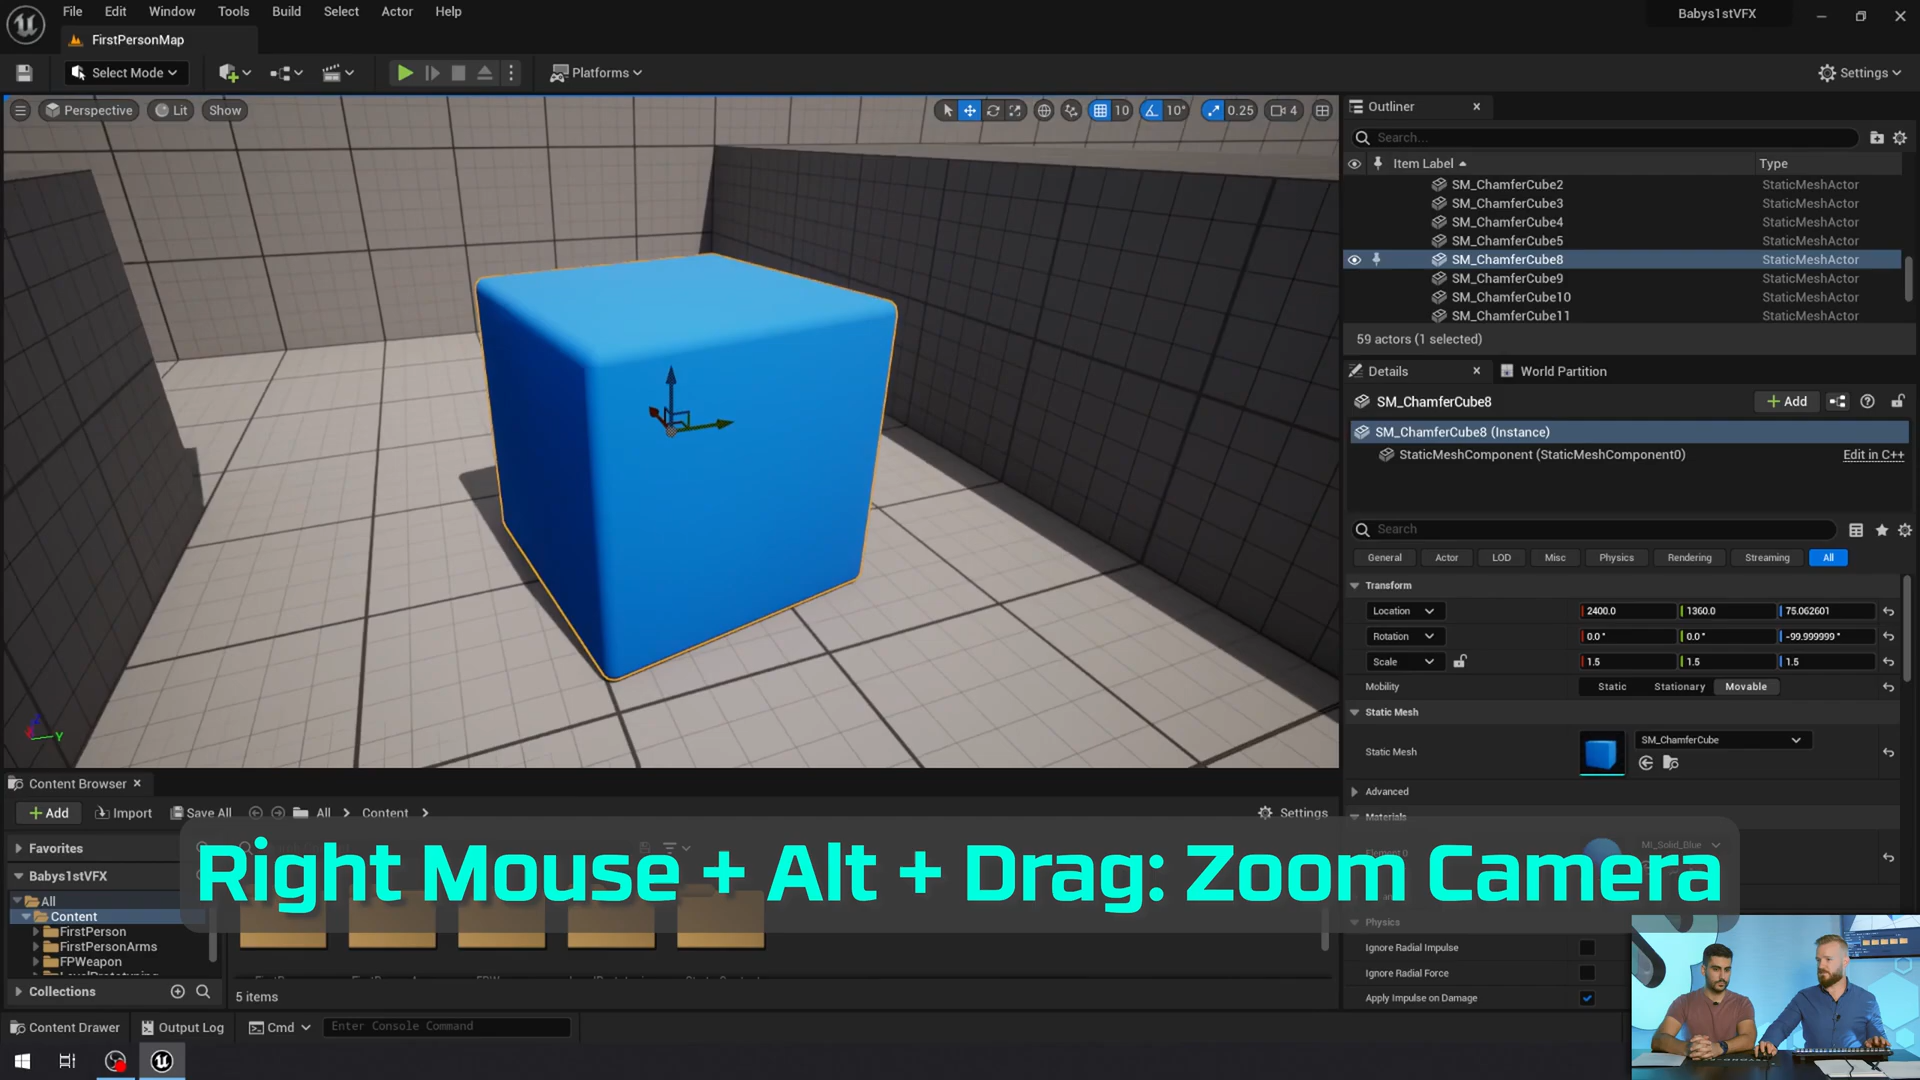 File Edit Window Tools Build Select Actor Help
Babys1stVFX
FirstPersonMap
Select Mode
Platforms
Settings
Perspective Lit Show
10 10° 0.25 4
Outliner
Search...
Item Label Type
SM_ChamferCube2 StaticMeshActor
SM_ChamferCube3 StaticMeshActor
SM_ChamferCube4 StaticMeshActor
SM_ChamferCube5 StaticMeshActor
SM_ChamferCube8 StaticMeshActor
SM_ChamferCube9 StaticMeshActor
SM_ChamferCube10 StaticMeshActor
SM_ChamferCube11 StaticMeshActor
59 actors (1 selected)
Details World Partition
SM_ChamferCube8 Add
SM_ChamferCube8 (Instance)
StaticMeshComponent (StaticMeshComponent0) Edit in C++
Search
General Actor LOD Misc Physics Rendering Streaming All
Transform
Location 2400.0 1360.0 75.062601
Rotation 0.0° 0.0° -99.999999°
Scale 1.5 1.5 1.5
Mobility Static Stationary Movable
Static Mesh
Static Mesh SM_ChamferCube
Advanced
Materials
Element 0 MI_Solid_Blue
Physics
Ignore Radial Impulse
Ignore Radial Force
Apply Impulse on Damage
Y
Content Browser
Add Import Save All All Content Settings
Favorites
Babys1stVFX
All
Content
FirstPerson
FirstPersonArms
FPWeapon
LevelPrototyping
Collections
5 items
Right Mouse + Alt + Drag: Zoom Camera
Content Drawer Output Log Cmd Enter Console Command